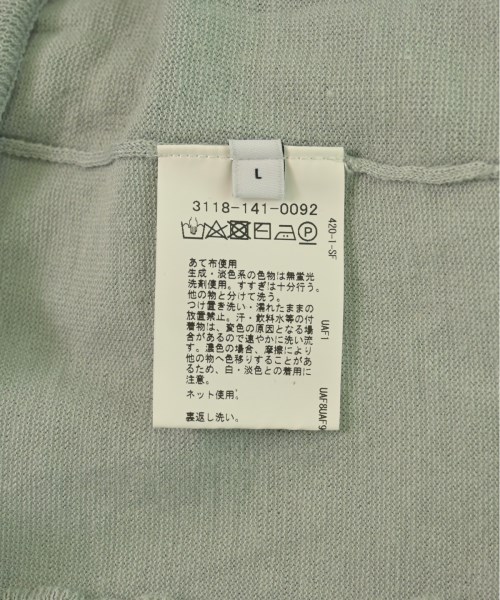 L
3118-141-0092
420-1-SF
あて布使用
生成・淡色系の色物は無蛍光
洗剤使用。すすぎは十分行う。
他の物と分けて洗う。
つけ置き洗い・濡れたままの
放置禁止。汗・飲料水等の付
着物は、変色の原因となる場
合があるので速やかに洗い流
す。濃色の場合、摩擦により
他の物へ色移りすることがあ
るため、白・淡色との着用に
注意。
ネット使用。
裏返し洗い。
UAF1
UAF8UAF9